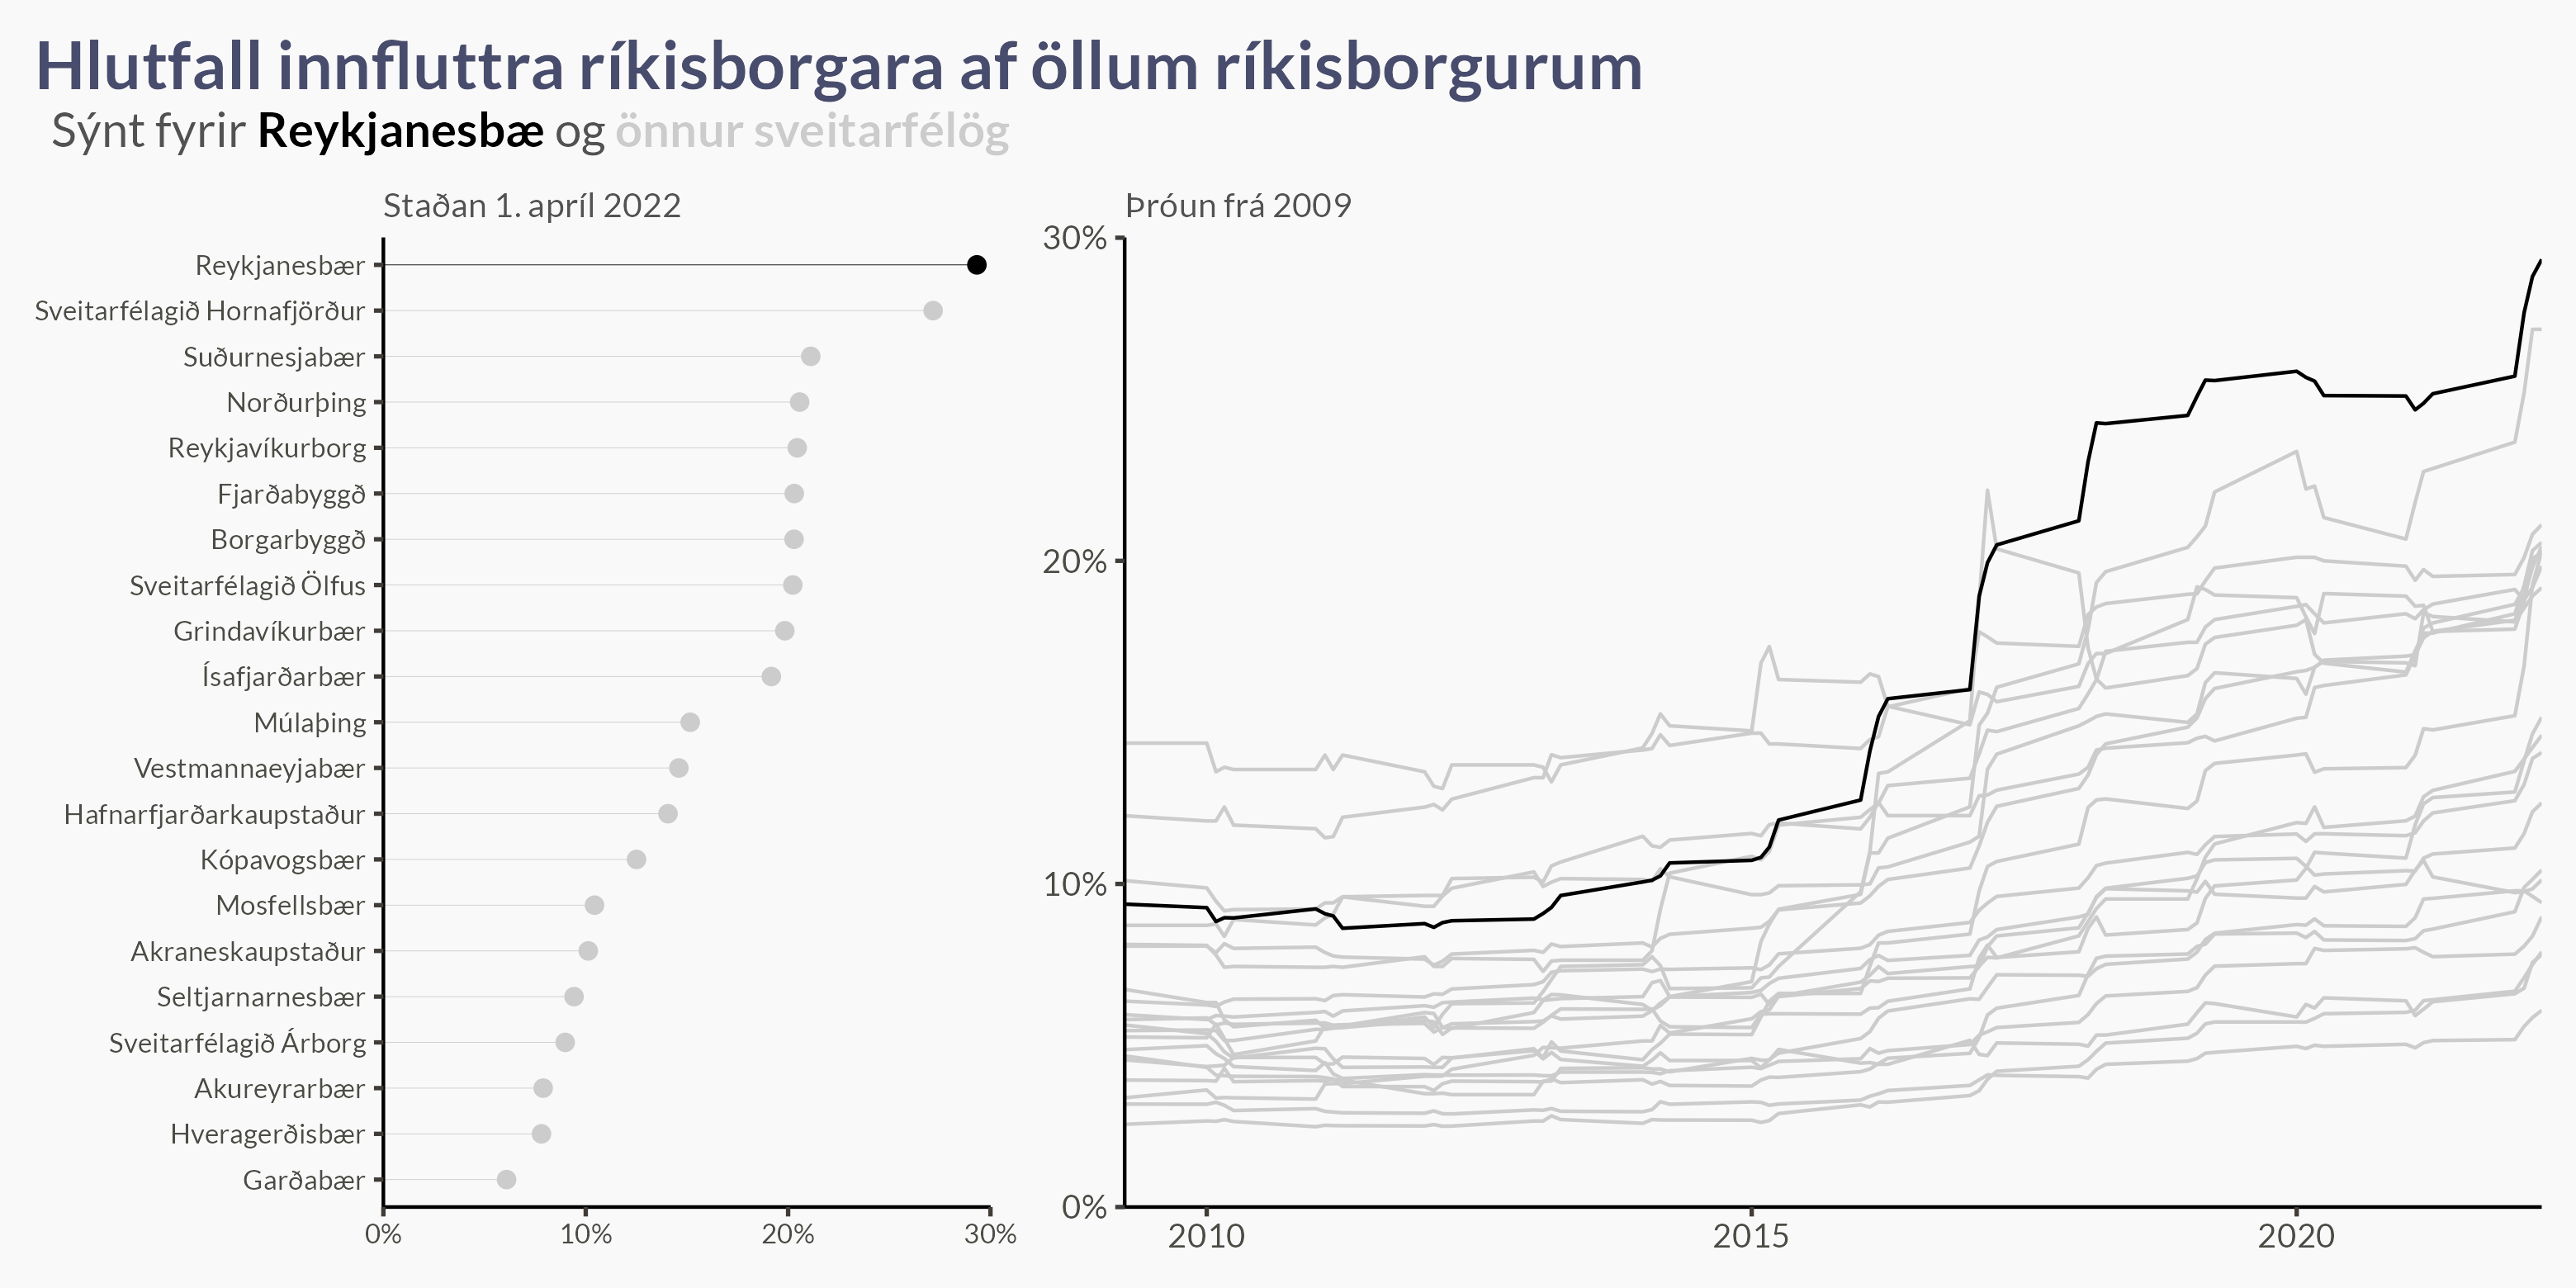 Hlutfall innfluttra ríkisborgara af öllum ríkisborgurum
Sýnt fyrir Reykjanesbæ og önnur sveitarfélög
Staðan 1. apríl 2022
Reykjanesbær
Sveitarfélagið Hornafjörður
Suðurnesjabær
Norðurþing
Reykjavíkurborg
Fjarðabyggð
Borgarbyggð
Sveitarfélagið Ölfus
Grindavíkurbær
Ísafjarðarbær
Múlaþing
Vestmannaeyjabær
Hafnarfjarðarkaupstaður
Kópavogsbær
Mosfellsbær
Akraneskaupstaður
Seltjarnarnesbær
Sveitarfélagið Árborg
Akureyrarbær
Hveragerðisbær
Garðabær
0% 10% 20% 30%
Þróun frá 2009
30%
20%
10%
0%
2010 2015 2020